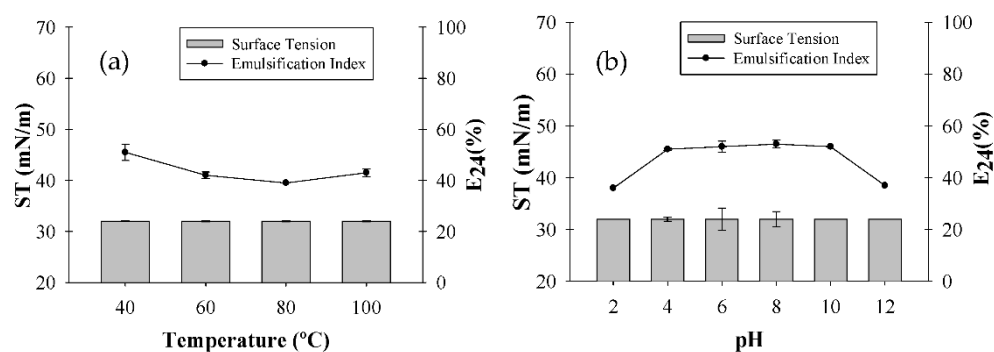 (a)
Surface Tension
Emulsification Index
ST (mN/m)
70
60
50
40
30
20
E24(%)
100
80
60
40
20
0
40 60 80 100
Temperature (ºC)
(b)
Surface Tension
Emulsification Index
ST (mN/m)
70
60
50
40
30
20
E24(%)
100
80
60
40
20
0
2 4 6 8 10 12
pH